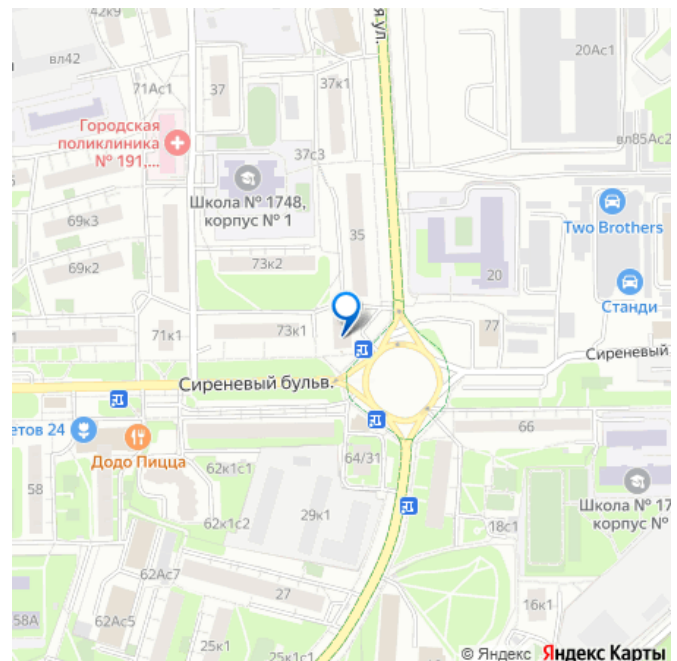 42к9
я ул.
вл42
71Ас1
37
37к1
20Ас1
Городская
поликлиника
№ 191,...
37с3
вл85Ас2
Школа № 1748,
корпус № 1
69к3
35
Two Brothers
69к2
73к2
20
Станди
71к1
73к1
77
Сиреневый
Сиреневый бульв.
етов 24
66
Додо Пицца
62к1с1
64/31
58
Школа № 17
корпус №
62к1с2
29к1
18с1
62Ас7
27
16к1
58А
62Ас5
25к1
25к1с1
© Яндекс Яндекс Карты